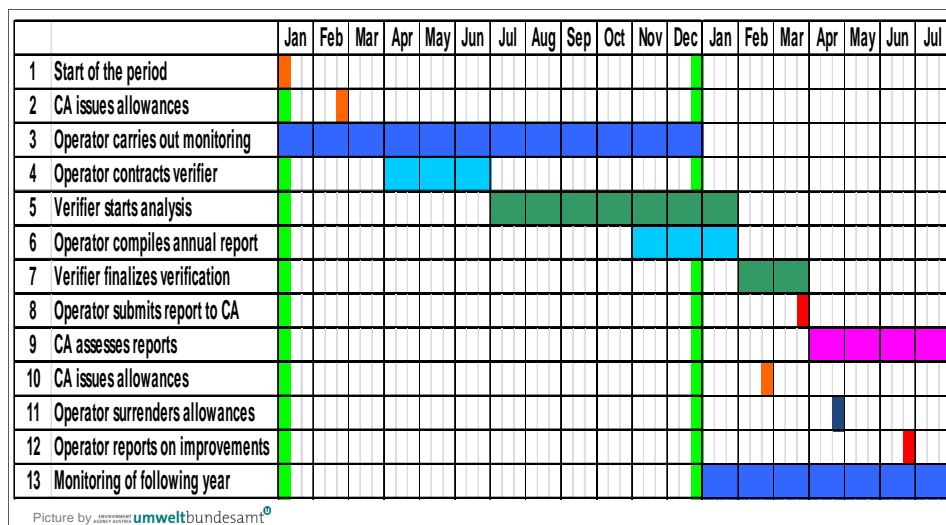 Jan Feb Mar Apr May Jun Jul Aug Sep Oct Nov Dec Jan Feb Mar Apr May Jun Jul
1 Start of the period
2 CA issues allowances
3 Operator carries out monitoring
4 Operator contracts verifier
5 Verifier starts analysis
6 Operator compiles annual report
7 Verifier finalizes verification
8 Operator submits report to CA
9 CA assesses reports
10 CA issues allowances
11 Operator surrenders allowances
12 Operator reports on improvements
13 Monitoring of following year
Picture by ENVIRONMENT AGENCY AUSTRIA umweltbundesamt u